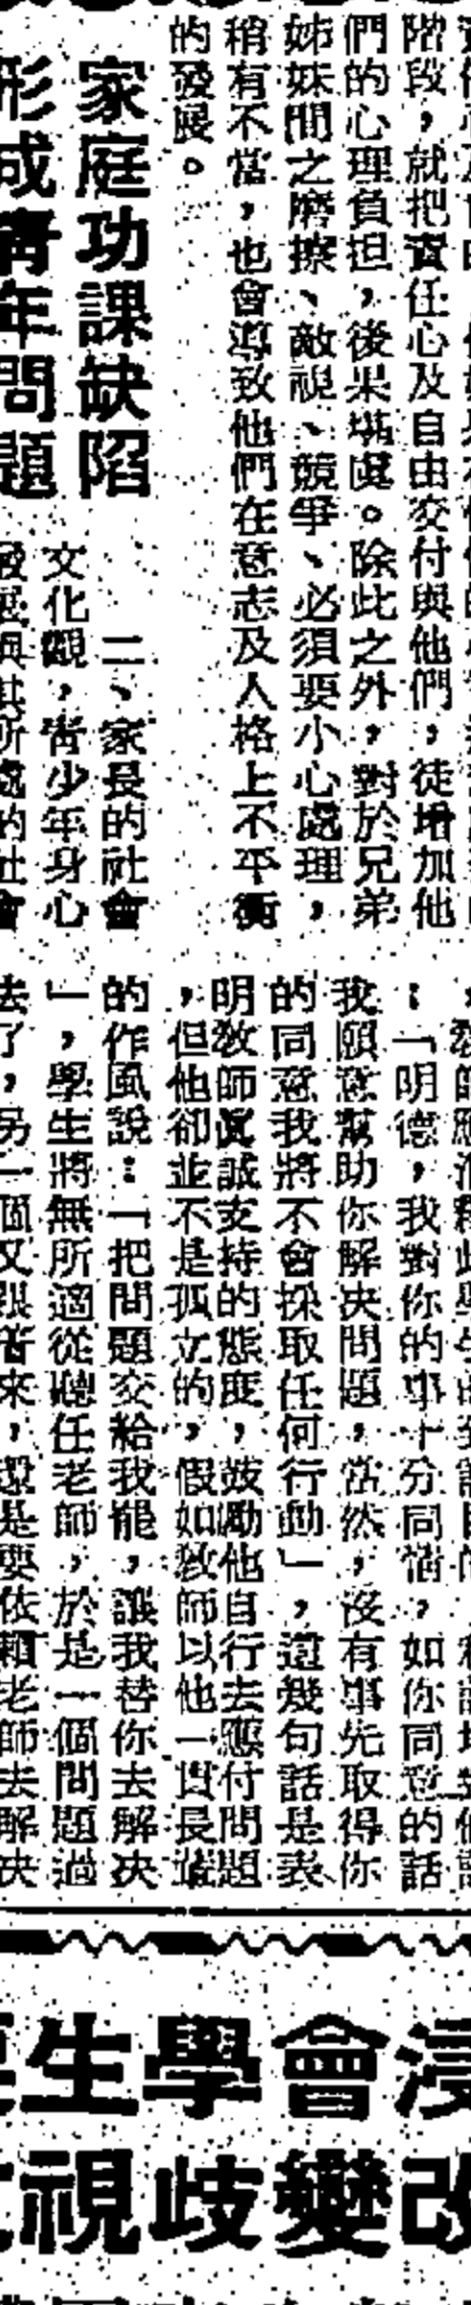 階段，就把責任心及自由交付與他們，徒增加他
們的心理負担，後果堪虞。除此之外，對於兄弟
姊妹間之磨擦、敵視、競爭、必須要小心處理，
稍有不當，也會導致他們在意志及人格上不平衡
的發展。
家庭功課缺陷
形成青年問題
二、家長的社會
文化觀，青少年身心
發展與其所處的社會
：「明德，我對你的事十分同情，如你同意的話
我願意幫助你解决問題，當然，沒有事先取得你
的同意我將不會採取任何行動」，這幾句話是表
明教師眞誠支持的態度，鼓勵他自行去應付問題
，但他卻並不是孤立的，假如教師以他一貫長
的作風說：「把問題交給我罷，讓我替你去解决
」，學生將無所適從聽任老師，於是一個問題過
去了，另一個又跟着來，還是要依賴老師去解决
浸會學生
改變歧視